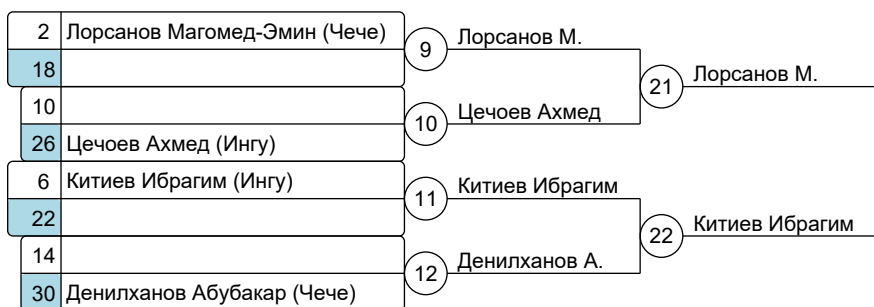 2 Лорсанов Магомед-Эмин (Чече)
18
9 Лорсанов М.
21 Лорсанов М.
10
26 Цечоев Ахмед (Ингу)
10 Цечоев Ахмед
6 Китиев Ибрагим (Ингу)
22
11 Китиев Ибрагим
22 Китиев Ибрагим
14
30 Денилханов Абубакар (Чече)
12 Денилханов А.